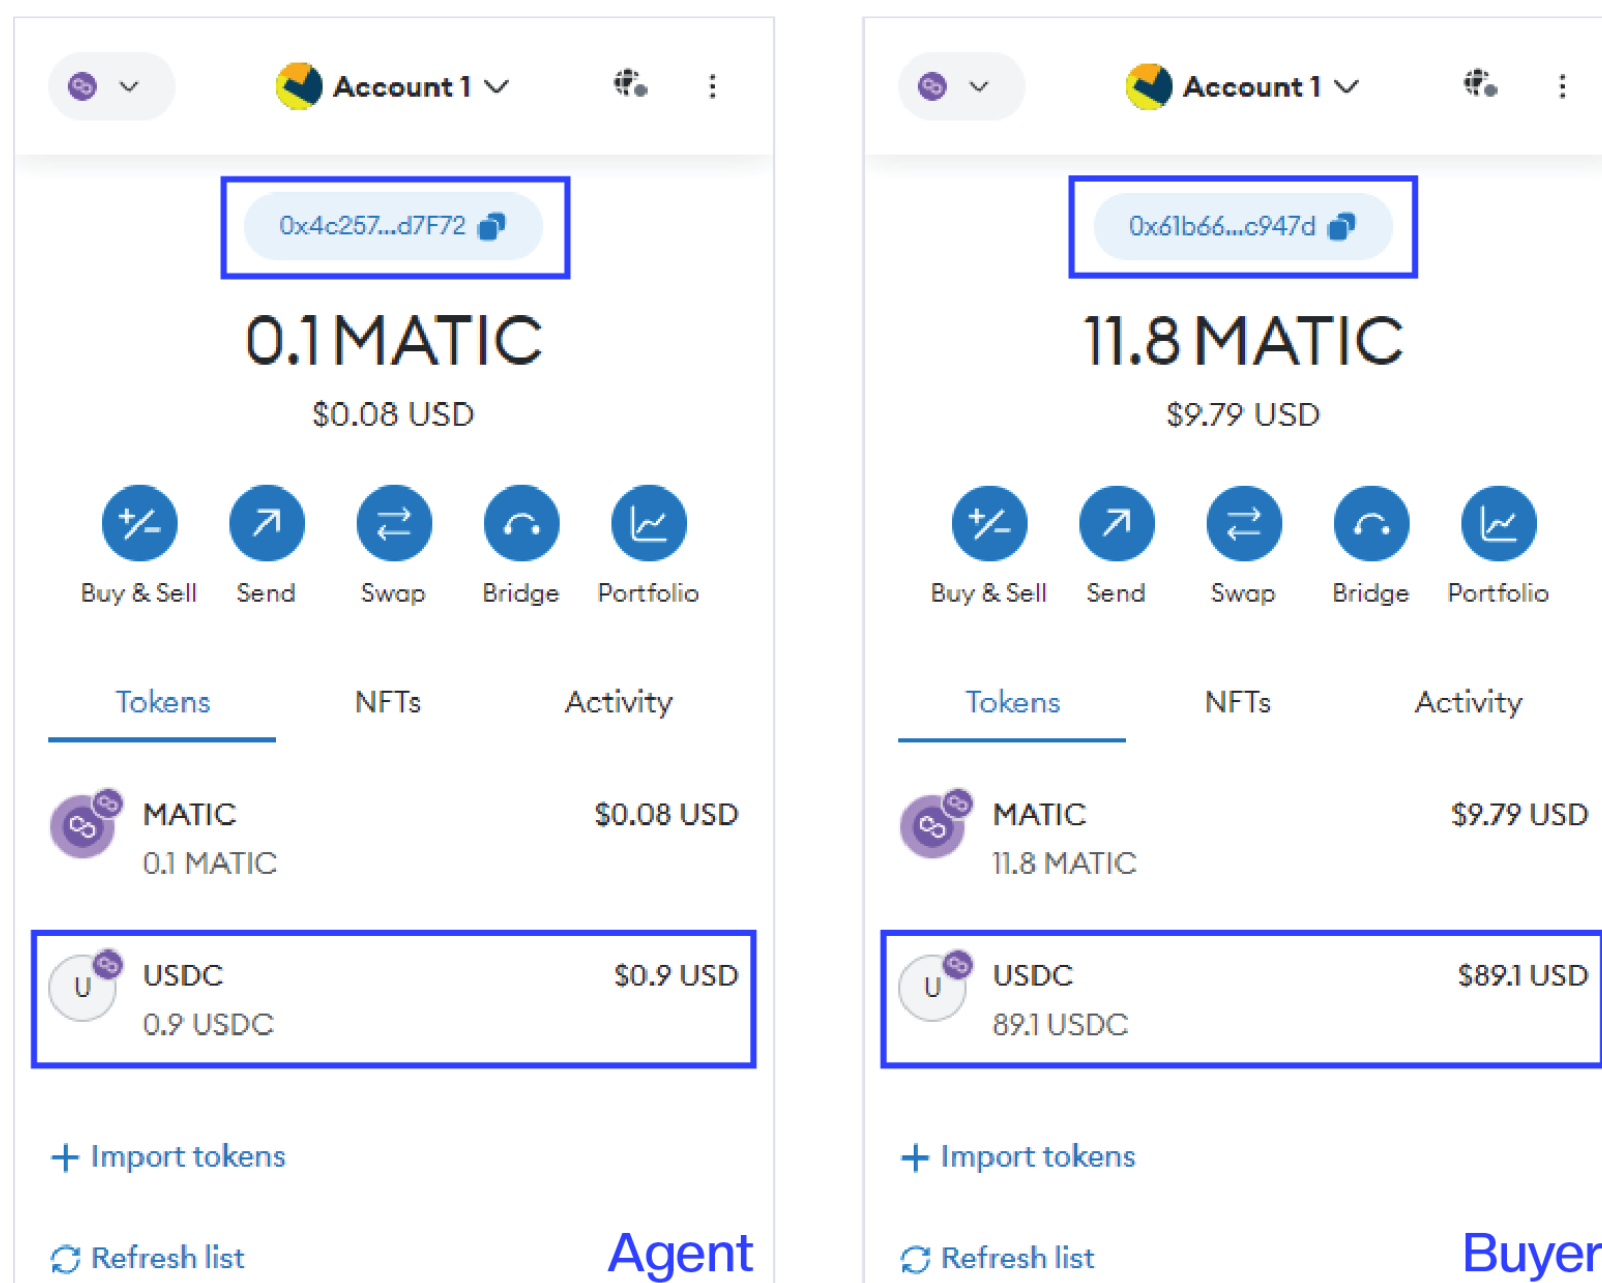 Account 1
0x4c257...d7F72
0.1 MATIC
$0.08 USD
Buy & Sell Send Swap Bridge Portfolio
Tokens NFTs Activity
MATIC $0.08 USD
0.1 MATIC
U USDC $0.9 USD
0.9 USDC
+ Import tokens
Refresh list
Agent
Account 1
0x61b66...c947d
11.8 MATIC
$9.79 USD
Buy & Sell Send Swap Bridge Portfolio
Tokens NFTs Activity
MATIC $9.79 USD
11.8 MATIC
U USDC $89.1 USD
89.1 USDC
+ Import tokens
Refresh list
Buyer